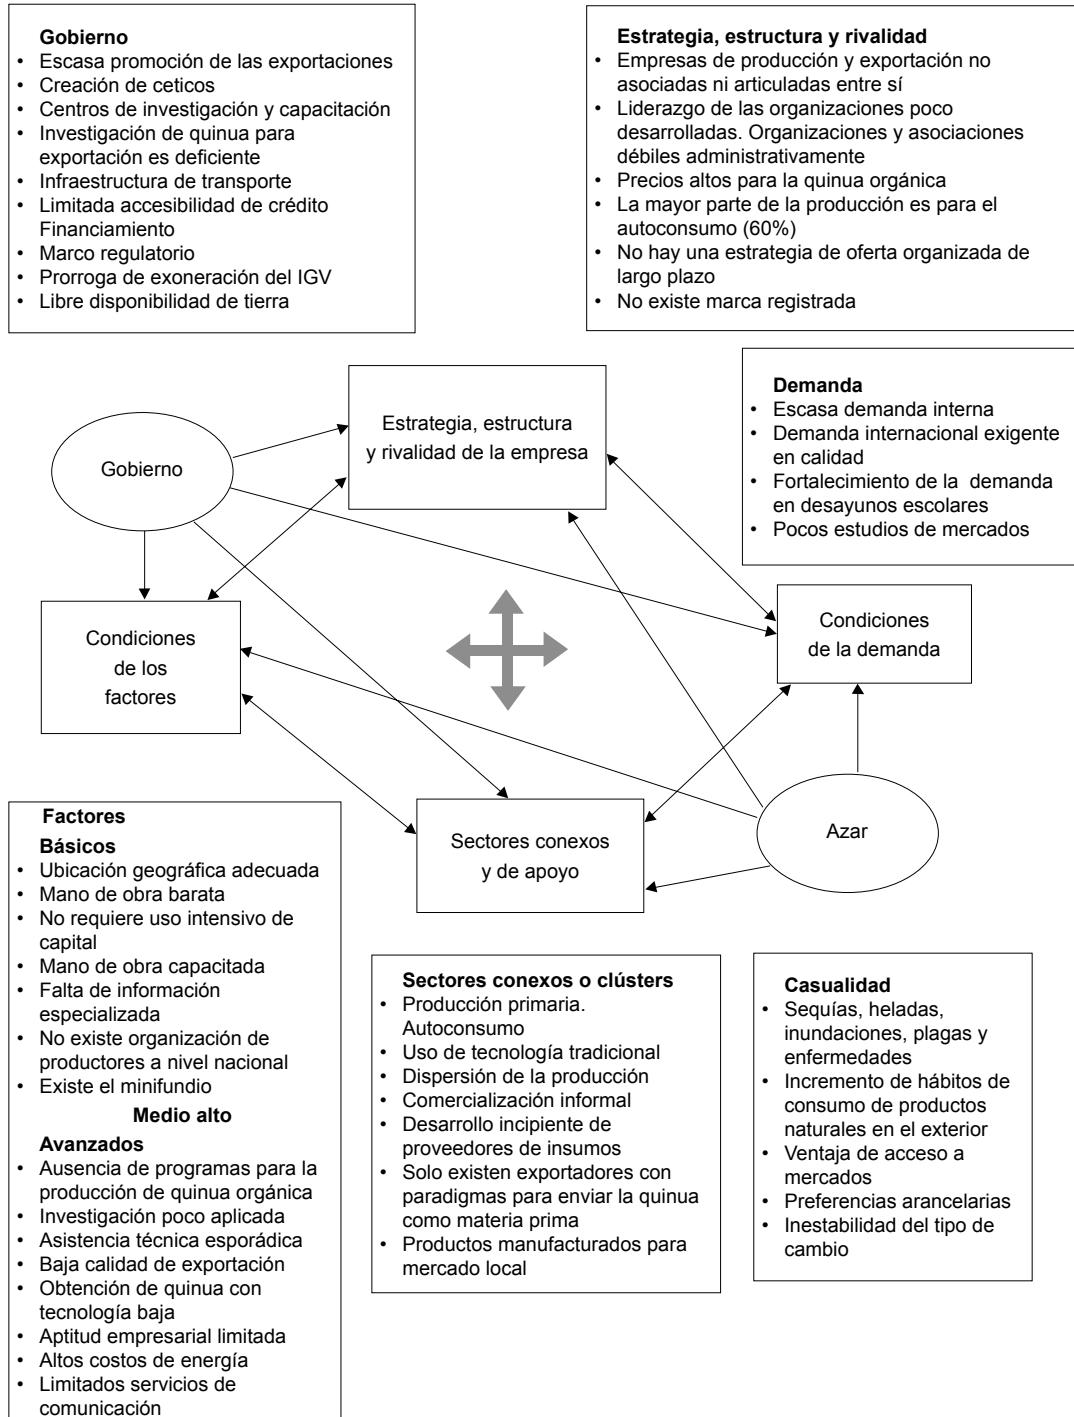 Gobierno
• Escasa promoción de las exportaciones
• Creación de ceticos
• Centros de investigación y capacitación
• Investigación de quinua para
exportación es deficiente
• Infraestructura de transporte
• Limitada accesibilidad de crédito
Financiamiento
• Marco regulatorio
• Prorroga de exoneración del IGV
• Libre disponibilidad de tierra
Estrategia, estructura y rivalidad
• Empresas de producción y exportación no
asociadas ni articuladas entre sí
• Liderazgo de las organizaciones poco
desarrolladas. Organizaciones y asociaciones
débiles administrativamente
• Precios altos para la quinua orgánica
• La mayor parte de la producción es para el
autoconsumo (60%)
• No hay una estrategia de oferta organizada de
largo plazo
• No existe marca registrada
Demanda
• Escasa demanda interna
• Demanda internacional exigente
en calidad
• Fortalecimiento de la demanda
en desayunos escolares
• Pocos estudios de mercados
Estrategia, estructura
y rivalidad de la empresa
Gobierno
Condiciones
de los
factores
Condiciones
de la demanda
Sectores conexos
y de apoyo
Azar
Factores
Básicos
• Ubicación geográfica adecuada
• Mano de obra barata
• No requiere uso intensivo de
capital
• Mano de obra capacitada
• Falta de información
especializada
• No existe organización de
productores a nivel nacional
• Existe el minifundio
Medio alto
Avanzados
• Ausencia de programas para la
producción de quinua orgánica
• Investigación poco aplicada
• Asistencia técnica esporádica
• Baja calidad de exportación
• Obtención de quinua con
tecnología baja
• Aptitud empresarial limitada
• Altos costos de energía
• Limitados servicios de
comunicación
Sectores conexos o clústers
• Producción primaria.
Autoconsumo
• Uso de tecnología tradicional
• Dispersión de la producción
• Comercialización informal
• Desarrollo incipiente de
proveedores de insumos
• Solo existen exportadores con
paradigmas para enviar la quinua
como materia prima
• Productos manufacturados para
mercado local
Casualidad
• Sequías, heladas,
inundaciones, plagas y
enfermedades
• Incremento de hábitos de
consumo de productos
naturales en el exterior
• Ventaja de acceso a
mercados
• Preferencias arancelarias
• Inestabilidad del tipo de
cambio